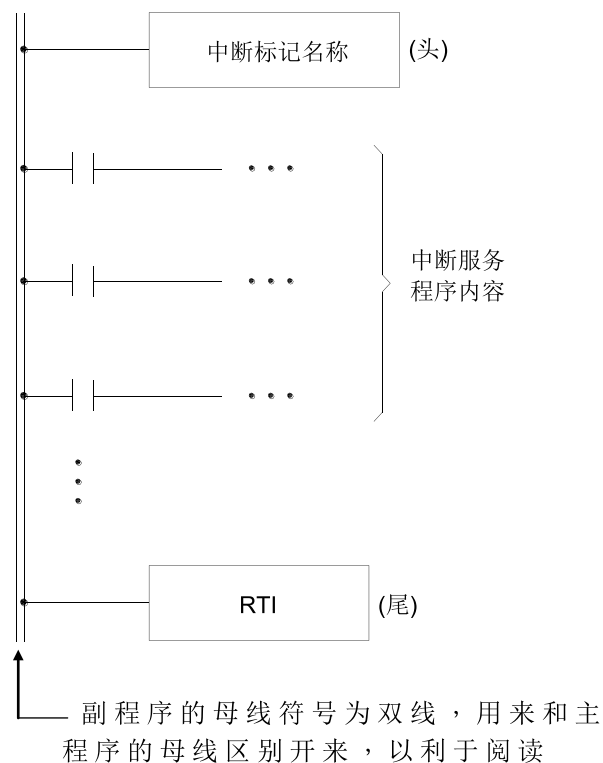 中断标记名称 (头)
中断服务
程序内容
RTI (尾)
副程序的母线符号为双线，用来和主
程序的母线区别开来，以利于阅读